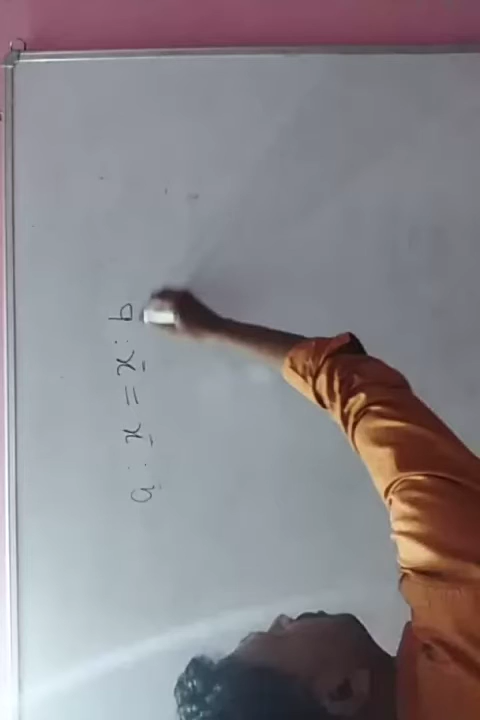 a : x = x : b